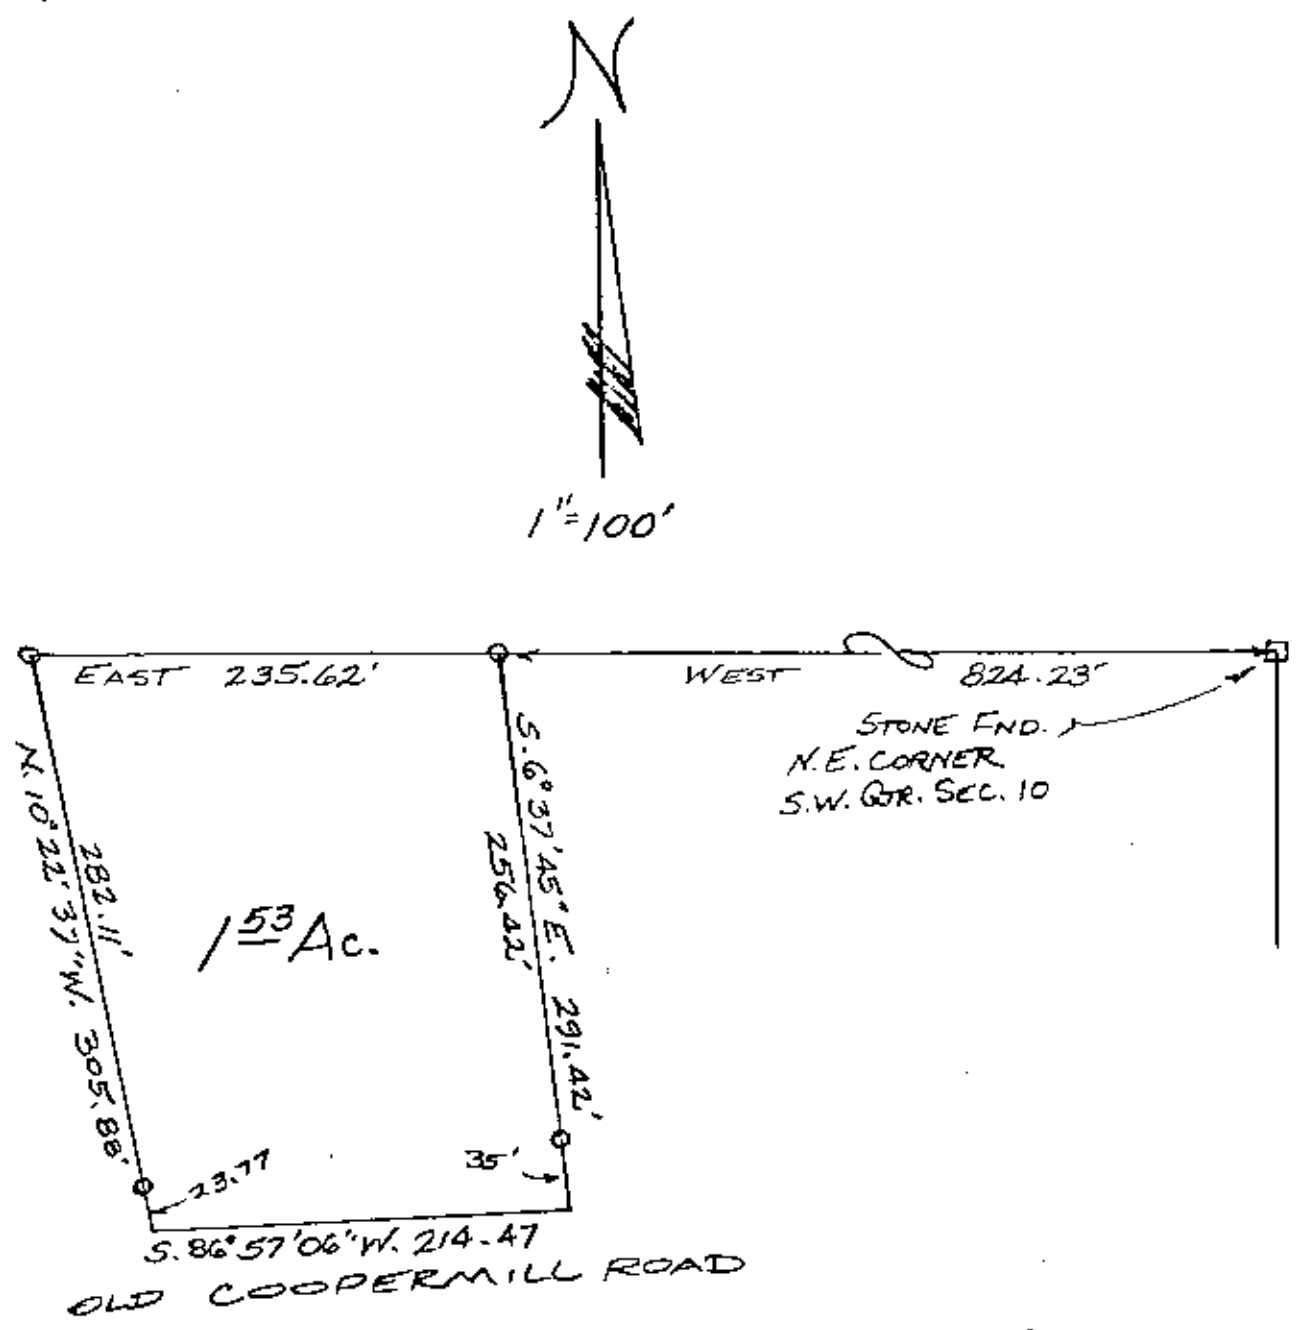 N
1"=100'
EAST 235.62'
WEST 824.23'
STONE FND.
N.E. CORNER
S.W. QTR. SEC. 10
N. 10° 22' 37" W. 305.88'
282.11'
1 53 Ac.
S. 6° 37' 45" E. 291.42'
256.42'
23.77
35'
S. 86° 57' 06" W. 214.47
OLD COOPERMILL ROAD